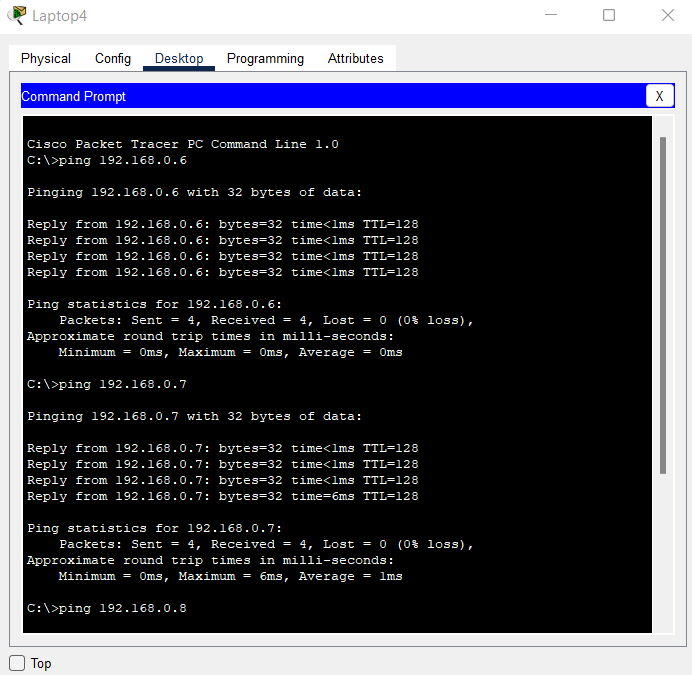 Laptop4
Physical Config Desktop Programming Attributes
Command Prompt X
Cisco Packet Tracer PC Command Line 1.0
C:\>ping 192.168.0.6
Pinging 192.168.0.6 with 32 bytes of data:
Reply from 192.168.0.6: bytes=32 time<1ms TTL=128
Reply from 192.168.0.6: bytes=32 time<1ms TTL=128
Reply from 192.168.0.6: bytes=32 time<1ms TTL=128
Reply from 192.168.0.6: bytes=32 time<1ms TTL=128
Ping statistics for 192.168.0.6:
    Packets: Sent = 4, Received = 4, Lost = 0 (0% loss),
Approximate round trip times in milli-seconds:
    Minimum = 0ms, Maximum = 0ms, Average = 0ms
C:\>ping 192.168.0.7
Pinging 192.168.0.7 with 32 bytes of data:
Reply from 192.168.0.7: bytes=32 time<1ms TTL=128
Reply from 192.168.0.7: bytes=32 time<1ms TTL=128
Reply from 192.168.0.7: bytes=32 time<1ms TTL=128
Reply from 192.168.0.7: bytes=32 time=6ms TTL=128
Ping statistics for 192.168.0.7:
    Packets: Sent = 4, Received = 4, Lost = 0 (0% loss),
Approximate round trip times in milli-seconds:
    Minimum = 0ms, Maximum = 6ms, Average = 1ms
C:\>ping 192.168.0.8
Top